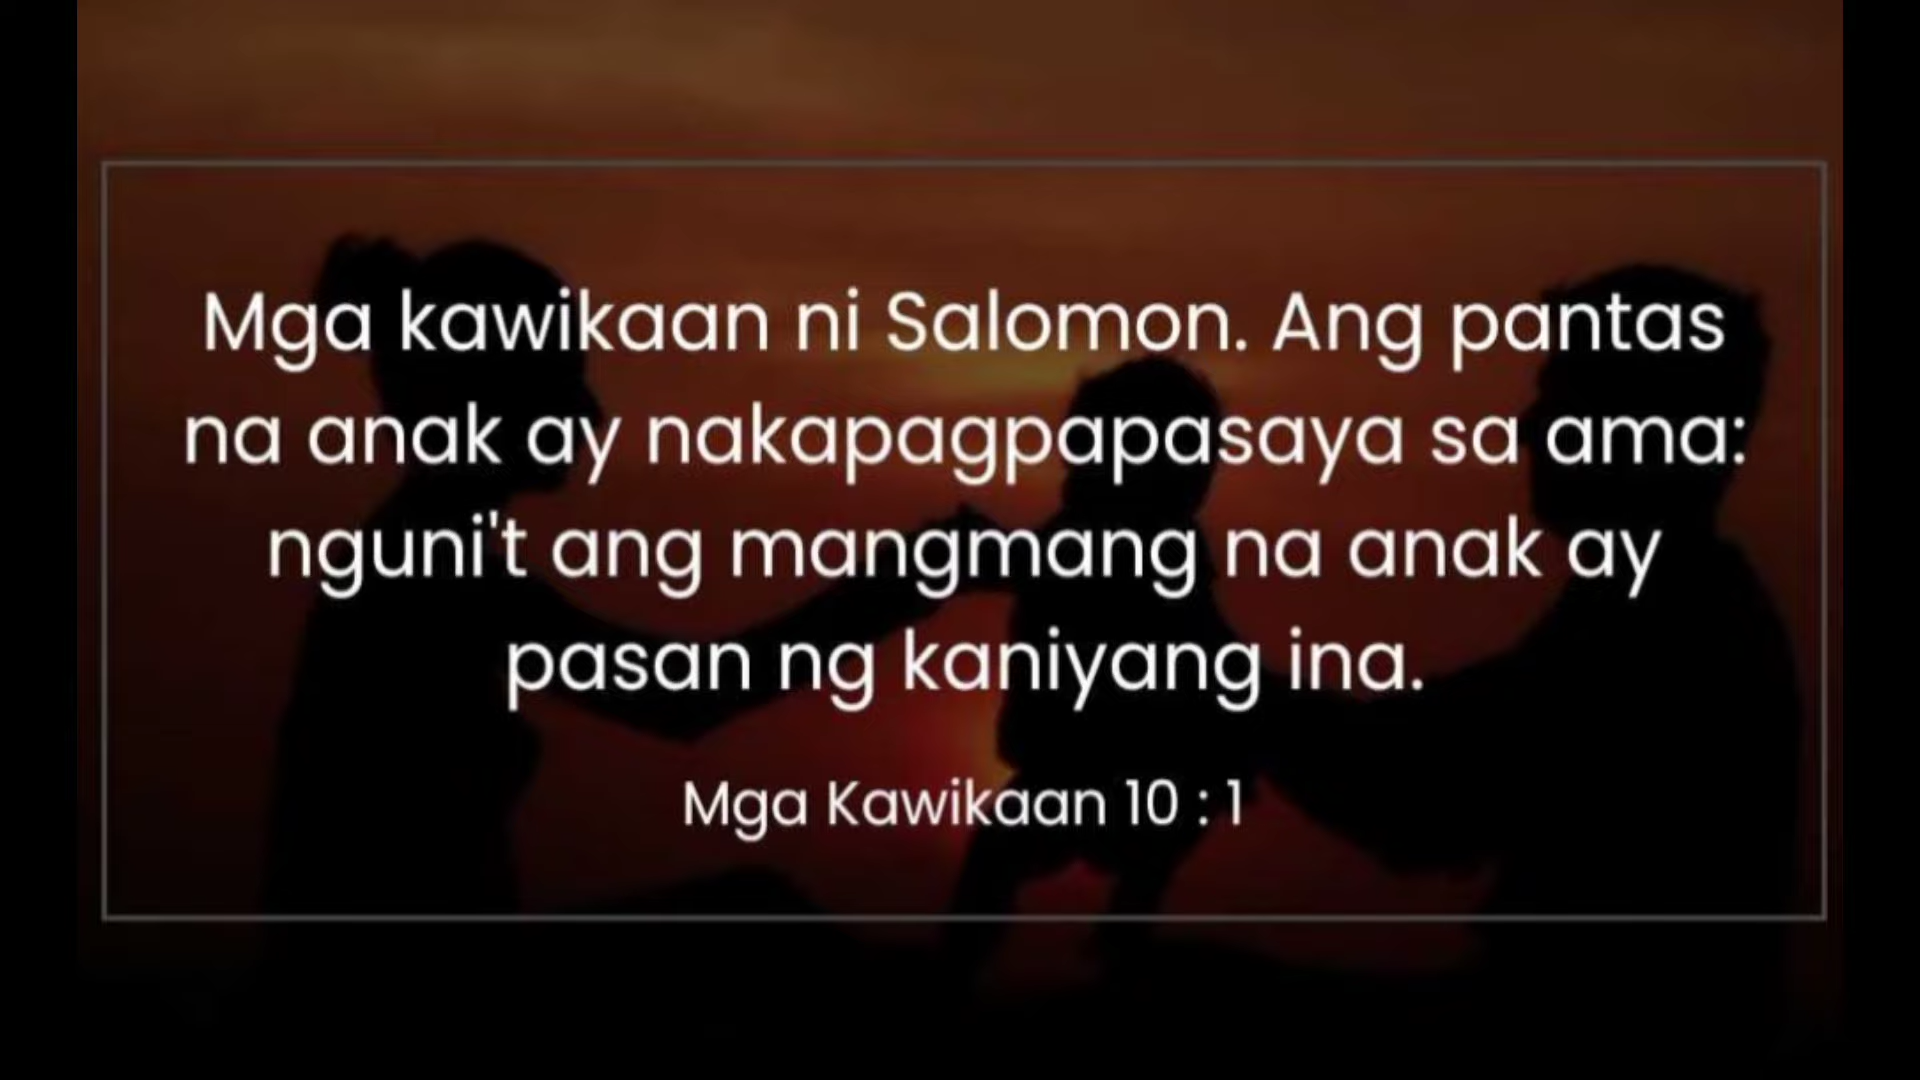 Mga kawikaan ni Salomon. Ang pantas
na anak ay nakapagpapasaya sa ama:
nguni't ang mangmang na anak ay
pasan ng kaniyang ina.
Mga Kawikaan 10 : 1